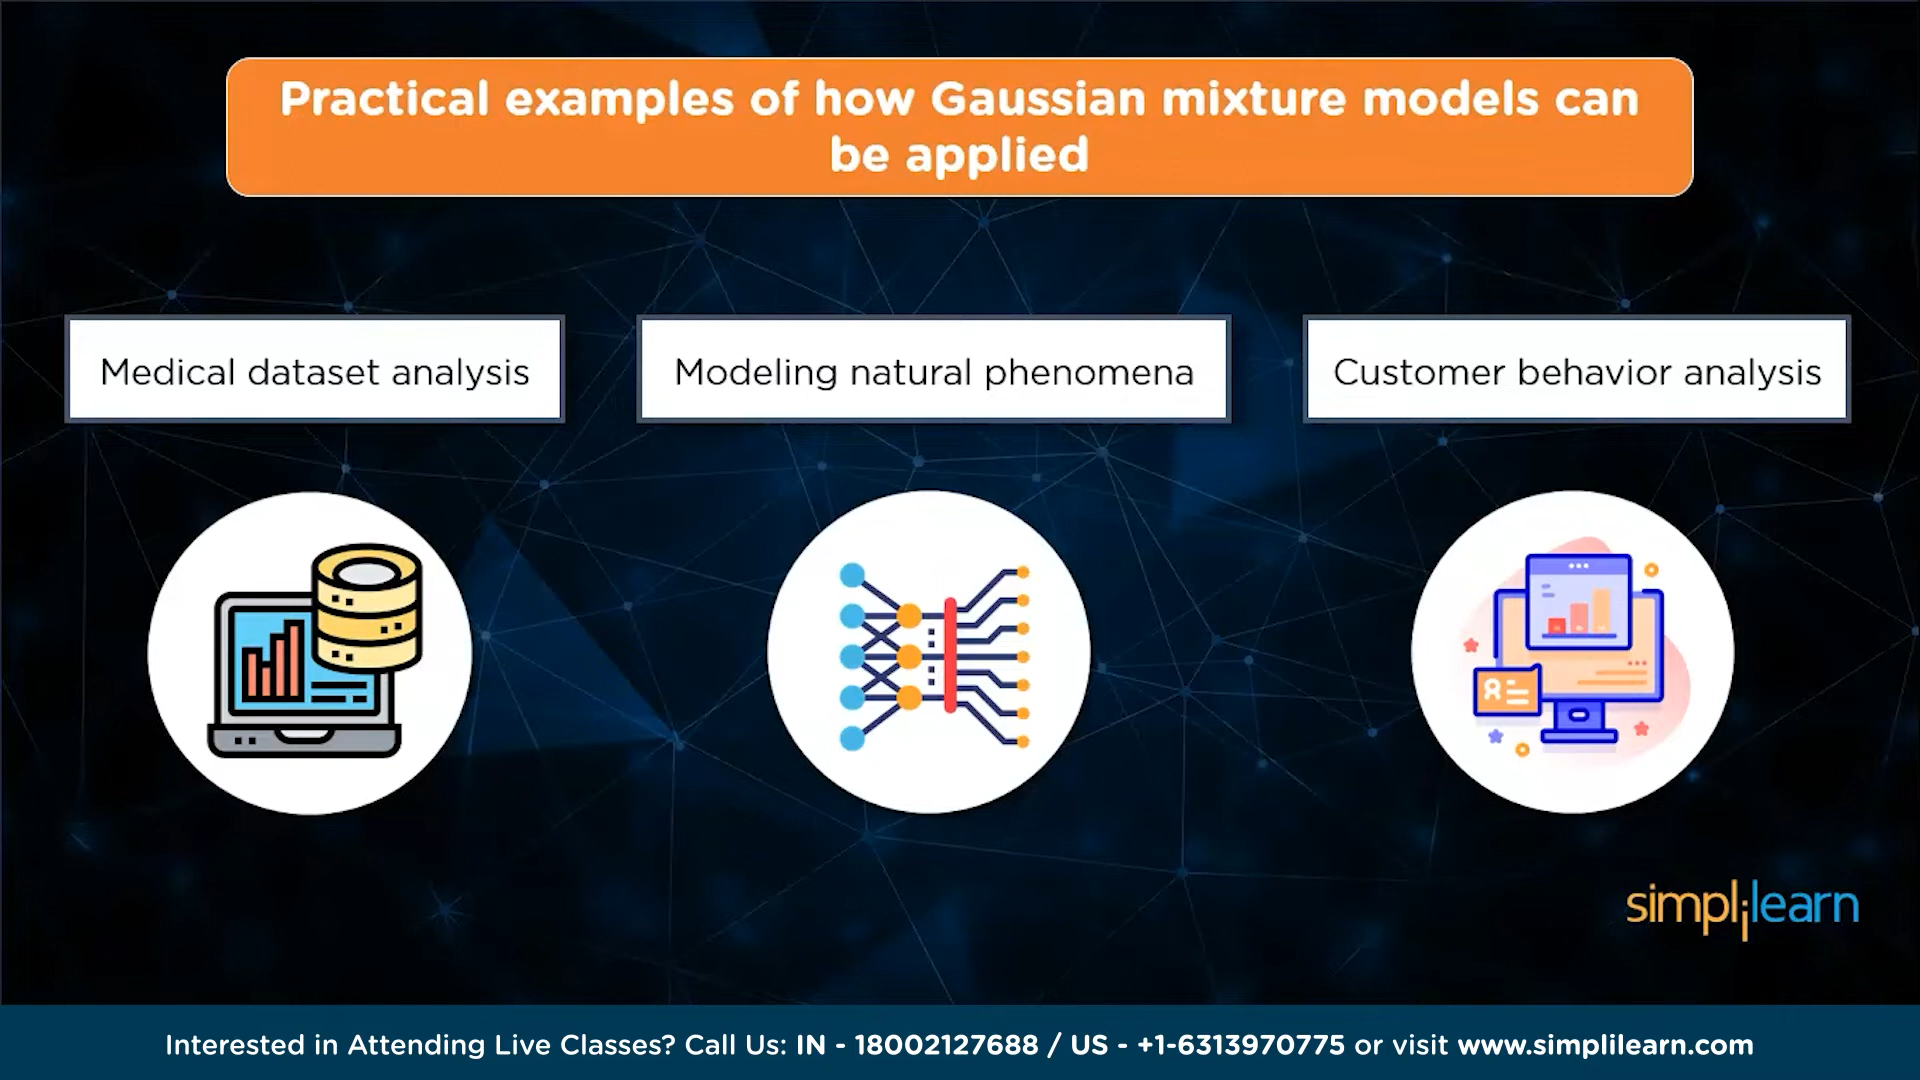 Practical examples of how Gaussian mixture models can
be applied
Medical dataset analysis
Modeling natural phenomena
Customer behavior analysis
simplilearn
Interested in Attending Live Classes? Call Us: IN - 18002127688 / US - +1-6313970775 or visit www.simplilearn.com